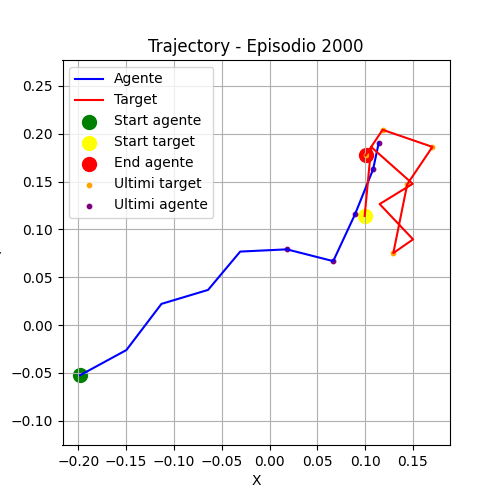 Trajectory - Episodio 2000
Agente
Target
Start agente
Start target
End agente
Ultimi target
Ultimi agente
0.25
0.20
0.15
0.10
0.05
0.00
−0.05
−0.10
−0.20 −0.15 −0.10 −0.05 0.00 0.05 0.10 0.15
X